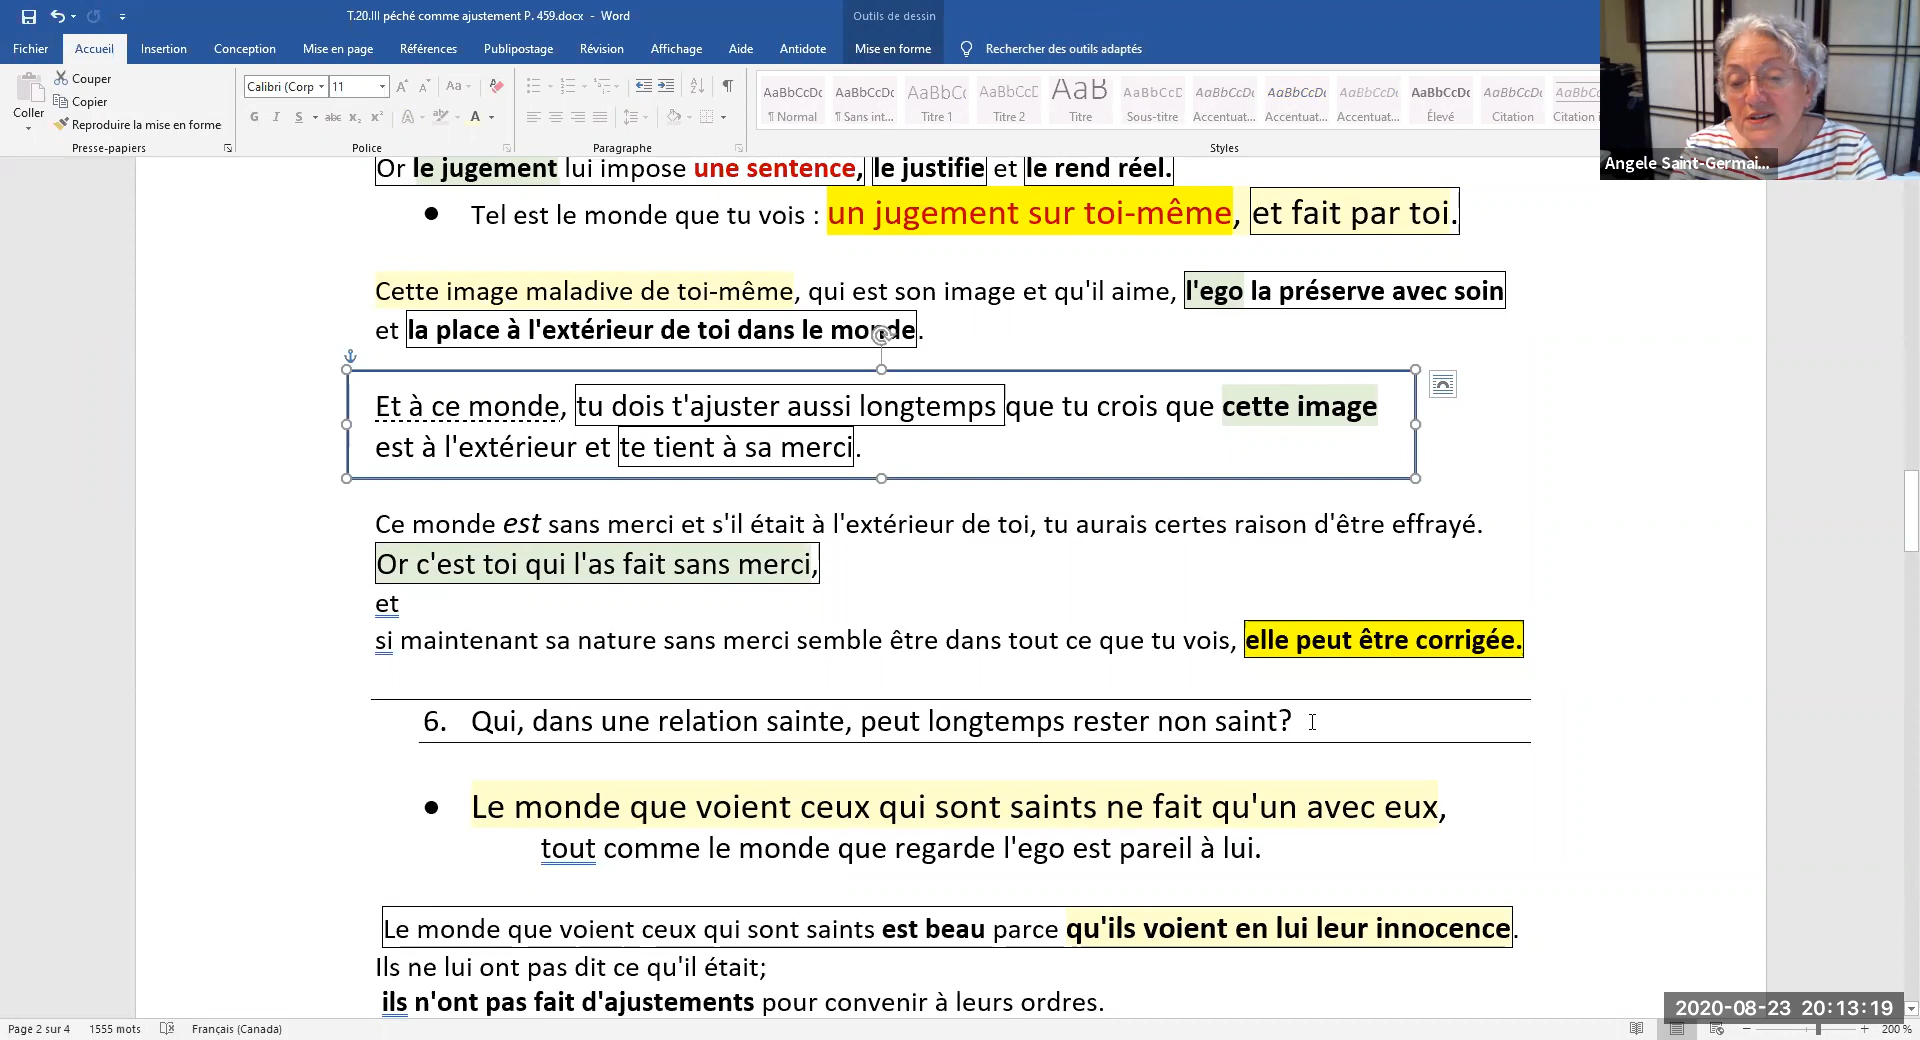 T.20.III péché comme ajustement P. 459.docx - Word
Outils de dessin
Fichier Accueil Insertion Conception Mise en page Références Publipostage Révision Affichage Aide Antidote Mise en forme Rechercher des outils adaptés
Coller
Couper
Copier
Reproduire la mise en forme
Presse-papiers
Calibri (Corp 11
G I S abc x₂ x²
Police
Paragraphe
AaBbCcDc AaBbCcDc AaBbC( AaBbCcD AaB AaBbCcD AaBbCcDc AaBbCcDc AaBbCcDc AaBbCcDc AaBbCcDc
¶ Normal ¶ Sans int... Titre 1 Titre 2 Titre Sous-titre Accentuat... Accentuat... Accentuat... Élevé Citation Citation
Styles
Angele Saint-Germai...
Or le jugement lui impose une sentence, le justifie et le rend réel.
● Tel est le monde que tu vois : un jugement sur toi-même, et fait par toi.
Cette image maladive de toi-même, qui est son image et qu'il aime, l'ego la préserve avec soin
et la place à l'extérieur de toi dans le monde.
Et à ce monde, tu dois t'ajuster aussi longtemps que tu crois que cette image
est à l'extérieur et te tient à sa merci.
Ce monde est sans merci et s'il était à l'extérieur de toi, tu aurais certes raison d'être effrayé.
Or c'est toi qui l'as fait sans merci,
et
si maintenant sa nature sans merci semble être dans tout ce que tu vois, elle peut être corrigée.
6. Qui, dans une relation sainte, peut longtemps rester non saint?
● Le monde que voient ceux qui sont saints ne fait qu'un avec eux,
tout comme le monde que regarde l'ego est pareil à lui.
Le monde que voient ceux qui sont saints est beau parce qu'ils voient en lui leur innocence.
Ils ne lui ont pas dit ce qu'il était;
ils n'ont pas fait d'ajustements pour convenir à leurs ordres.
2020-08-23 20:13:19
Page 2 sur 4 1555 mots Français (Canada) 200 %